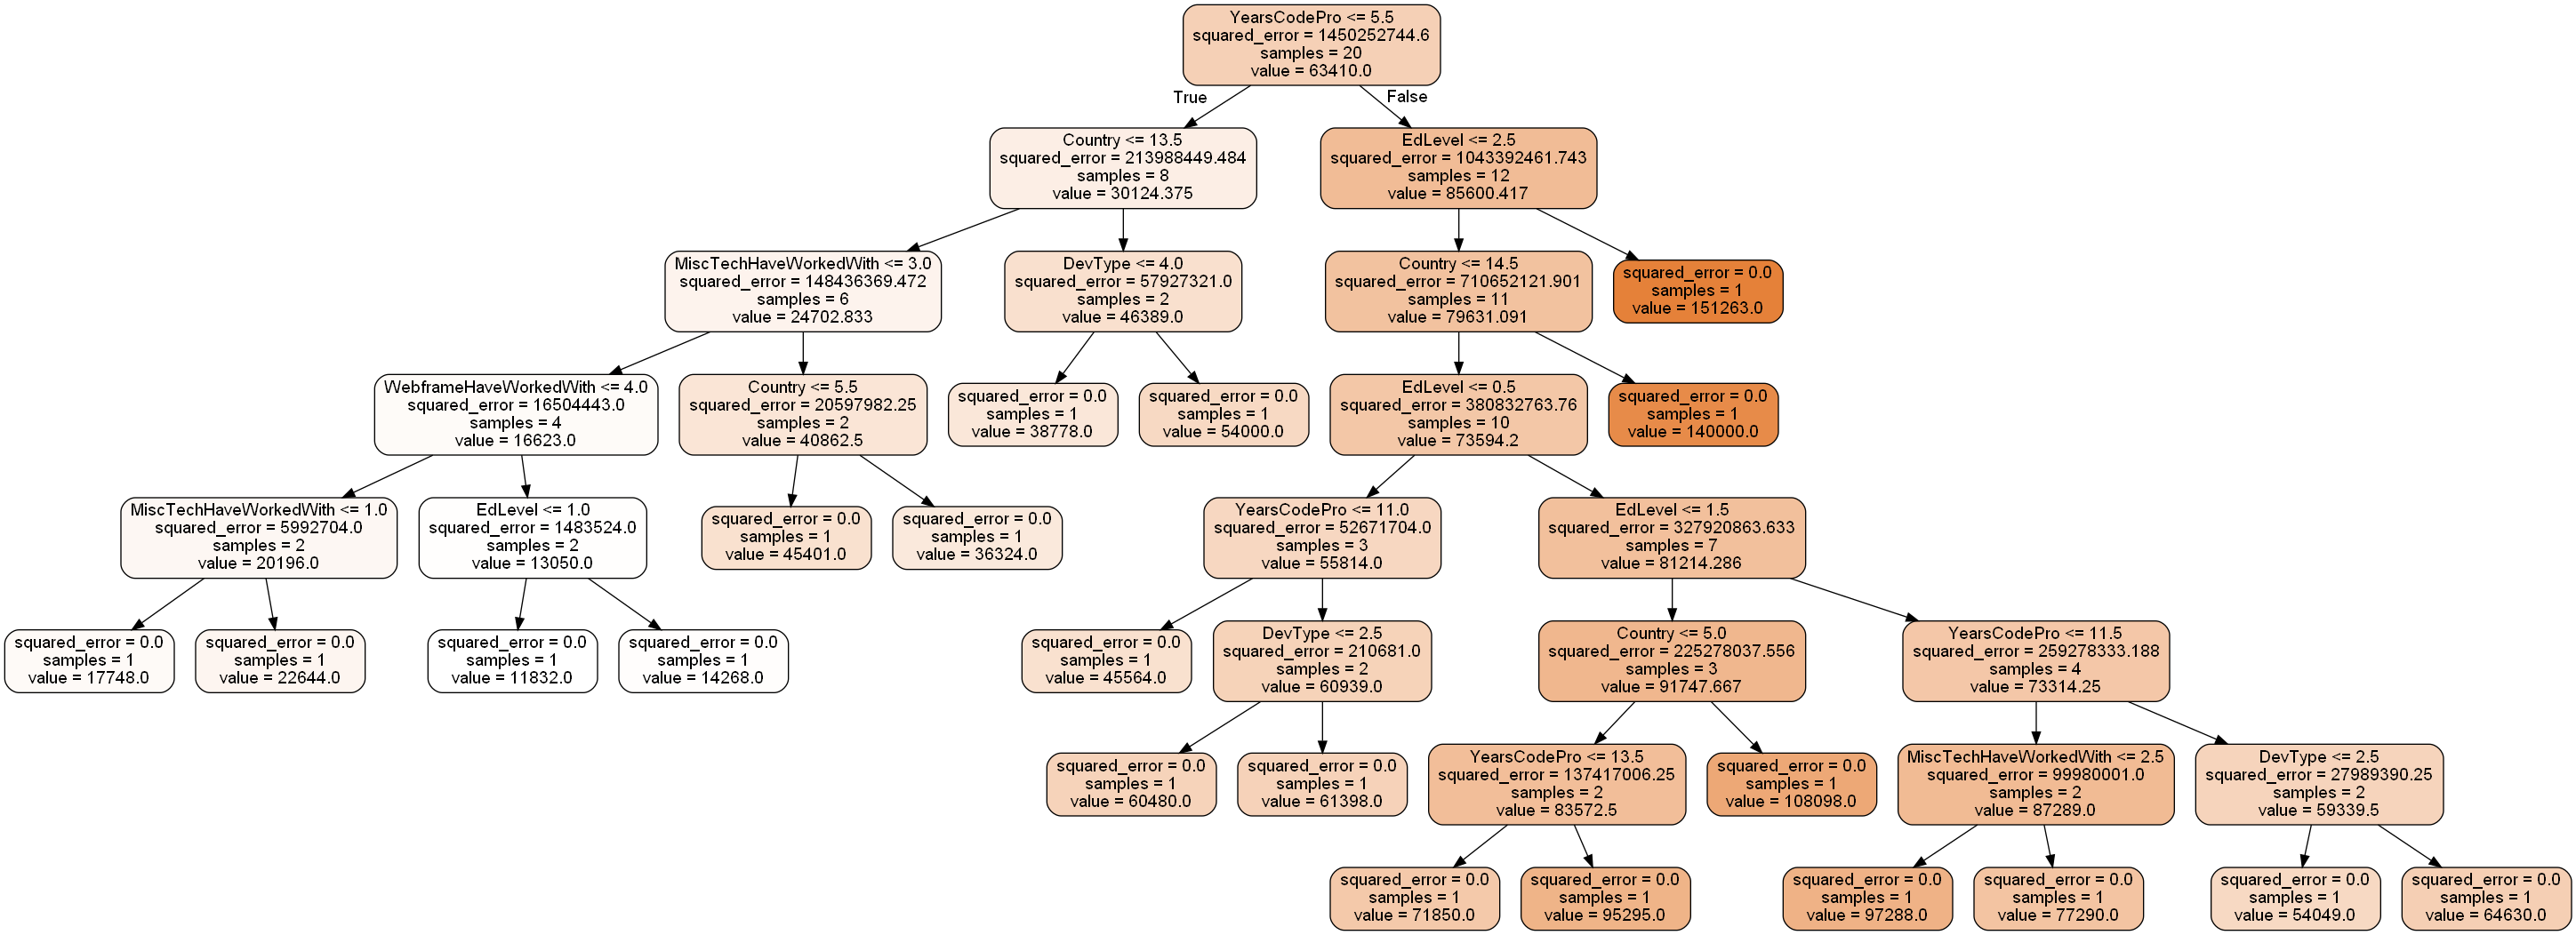 YearsCodePro <= 5.5
squared_error = 1450252744.6
samples = 20
value = 63410.0
True
False
Country <= 13.5
squared_error = 213988449.484
samples = 8
value = 30124.375
EdLevel <= 2.5
squared_error = 1043392461.743
samples = 12
value = 85600.417
MiscTechHaveWorkedWith <= 3.0
squared_error = 148436369.472
samples = 6
value = 24702.833
DevType <= 4.0
squared_error = 57927321.0
samples = 2
value = 46389.0
Country <= 14.5
squared_error = 710652121.901
samples = 11
value = 79631.091
squared_error = 0.0
samples = 1
value = 151263.0
WebframeHaveWorkedWith <= 4.0
squared_error = 16504443.0
samples = 4
value = 16623.0
Country <= 5.5
squared_error = 20597982.25
samples = 2
value = 40862.5
squared_error = 0.0
samples = 1
value = 38778.0
squared_error = 0.0
samples = 1
value = 54000.0
EdLevel <= 0.5
squared_error = 380832763.76
samples = 10
value = 73594.2
squared_error = 0.0
samples = 1
value = 140000.0
MiscTechHaveWorkedWith <= 1.0
squared_error = 5992704.0
samples = 2
value = 20196.0
EdLevel <= 1.0
squared_error = 1483524.0
samples = 2
value = 13050.0
squared_error = 0.0
samples = 1
value = 45401.0
squared_error = 0.0
samples = 1
value = 36324.0
YearsCodePro <= 11.0
squared_error = 52671704.0
samples = 3
value = 55814.0
EdLevel <= 1.5
squared_error = 327920863.633
samples = 7
value = 81214.286
squared_error = 0.0
samples = 1
value = 17748.0
squared_error = 0.0
samples = 1
value = 22644.0
squared_error = 0.0
samples = 1
value = 11832.0
squared_error = 0.0
samples = 1
value = 14268.0
squared_error = 0.0
samples = 1
value = 45564.0
DevType <= 2.5
squared_error = 210681.0
samples = 2
value = 60939.0
Country <= 5.0
squared_error = 225278037.556
samples = 3
value = 91747.667
YearsCodePro <= 11.5
squared_error = 259278333.188
samples = 4
value = 73314.25
squared_error = 0.0
samples = 1
value = 60480.0
squared_error = 0.0
samples = 1
value = 61398.0
YearsCodePro <= 13.5
squared_error = 137417006.25
samples = 2
value = 83572.5
squared_error = 0.0
samples = 1
value = 108098.0
MiscTechHaveWorkedWith <= 2.5
squared_error = 99980001.0
samples = 2
value = 87289.0
DevType <= 2.5
squared_error = 27989390.25
samples = 2
value = 59339.5
squared_error = 0.0
samples = 1
value = 71850.0
squared_error = 0.0
samples = 1
value = 95295.0
squared_error = 0.0
samples = 1
value = 97288.0
squared_error = 0.0
samples = 1
value = 77290.0
squared_error = 0.0
samples = 1
value = 54049.0
squared_error = 0.0
samples = 1
value = 64630.0